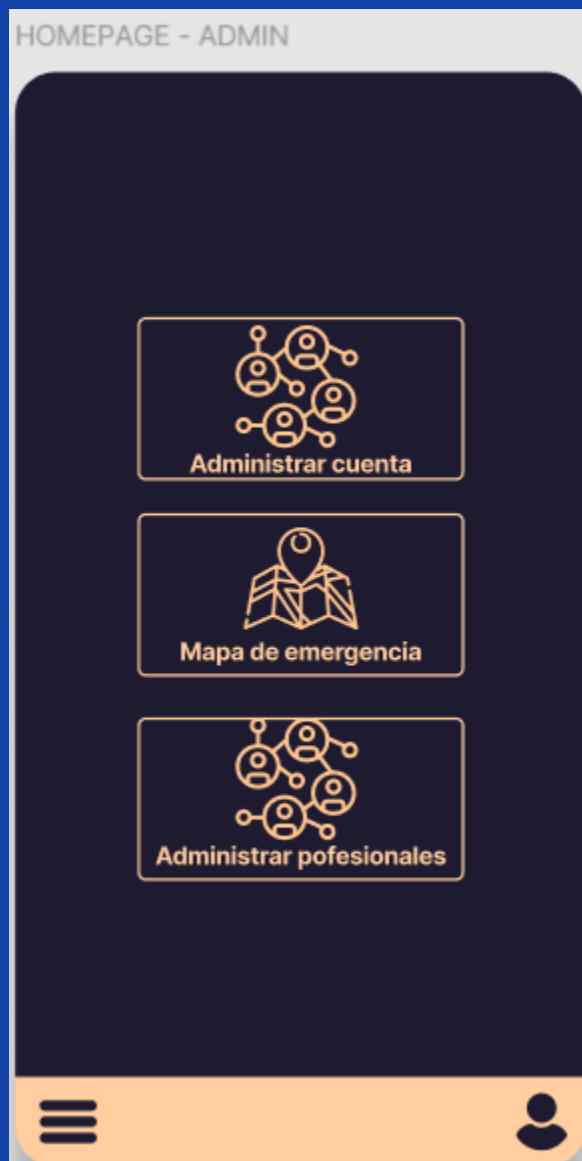 HOMEPAGE - ADMIN
Administrar cuenta
Mapa de emergencia
Administrar pofesionales